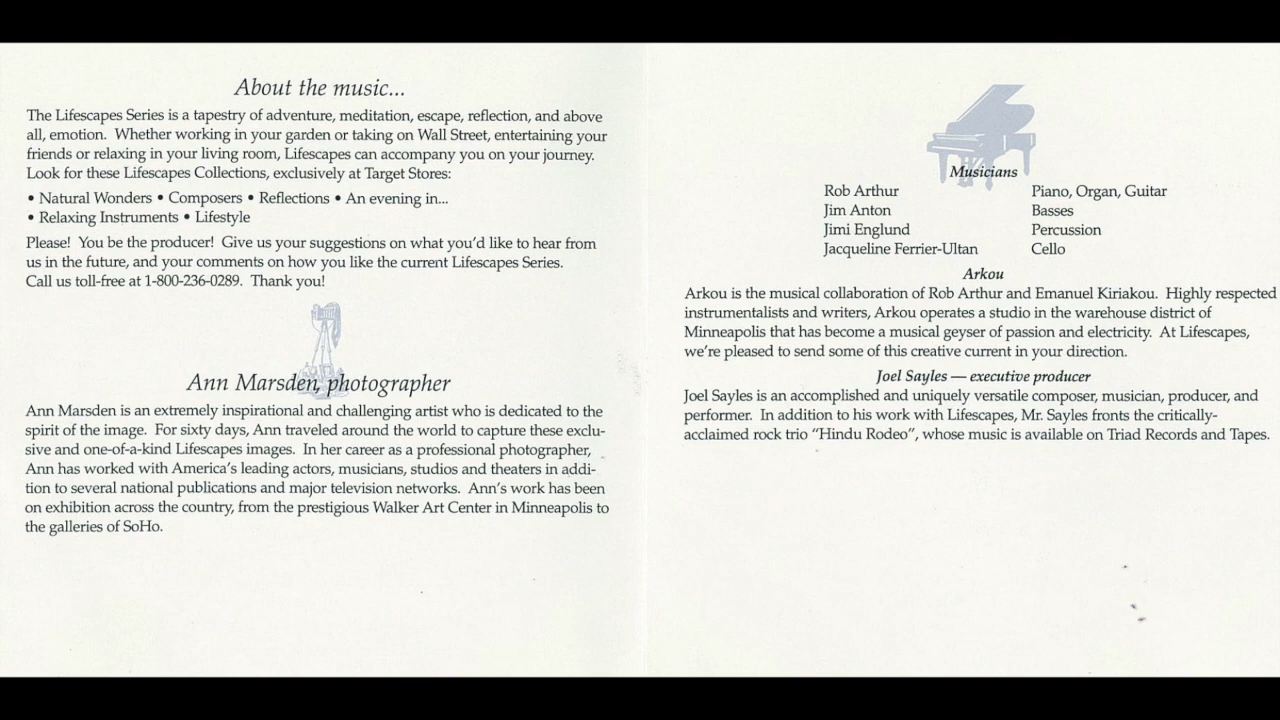 About the music...
The Lifescapes Series is a tapestry of adventure, meditation, escape, reflection, and above
all, emotion. Whether working in your garden or taking on Wall Street, entertaining your
friends or relaxing in your living room, Lifescapes can accompany you on your journey.
Look for these Lifescapes Collections, exclusively at Target Stores:
• Natural Wonders • Composers • Reflections • An evening in...
• Relaxing Instruments • Lifestyle
Please! You be the producer! Give us your suggestions on what you'd like to hear from
us in the future, and your comments on how you like the current Lifescapes Series.
Call us toll-free at 1-800-236-0289. Thank you!
Ann Marsden, photographer
Ann Marsden is an extremely inspirational and challenging artist who is dedicated to the
spirit of the image. For sixty days, Ann traveled around the world to capture these exclu-
sive and one-of-a-kind Lifescapes images. In her career as a professional photographer,
Ann has worked with America's leading actors, musicians, studios and theaters in addi-
tion to several national publications and major television networks. Ann's work has been
on exhibition across the country, from the prestigious Walker Art Center in Minneapolis to
the galleries of SoHo.
Musicians
Rob Arthur Piano, Organ, Guitar
Jim Anton Basses
Jimi Englund Percussion
Jacqueline Ferrier-Ultan Cello
Arkou
Arkou is the musical collaboration of Rob Arthur and Emanuel Kiriakou. Highly respected
instrumentalists and writers, Arkou operates a studio in the warehouse district of
Minneapolis that has become a musical geyser of passion and electricity. At Lifescapes,
we're pleased to send some of this creative current in your direction.
Joel Sayles — executive producer
Joel Sayles is an accomplished and uniquely versatile composer, musician, producer, and
performer. In addition to his work with Lifescapes, Mr. Sayles fronts the critically-
acclaimed rock trio "Hindu Rodeo", whose music is available on Triad Records and Tapes.